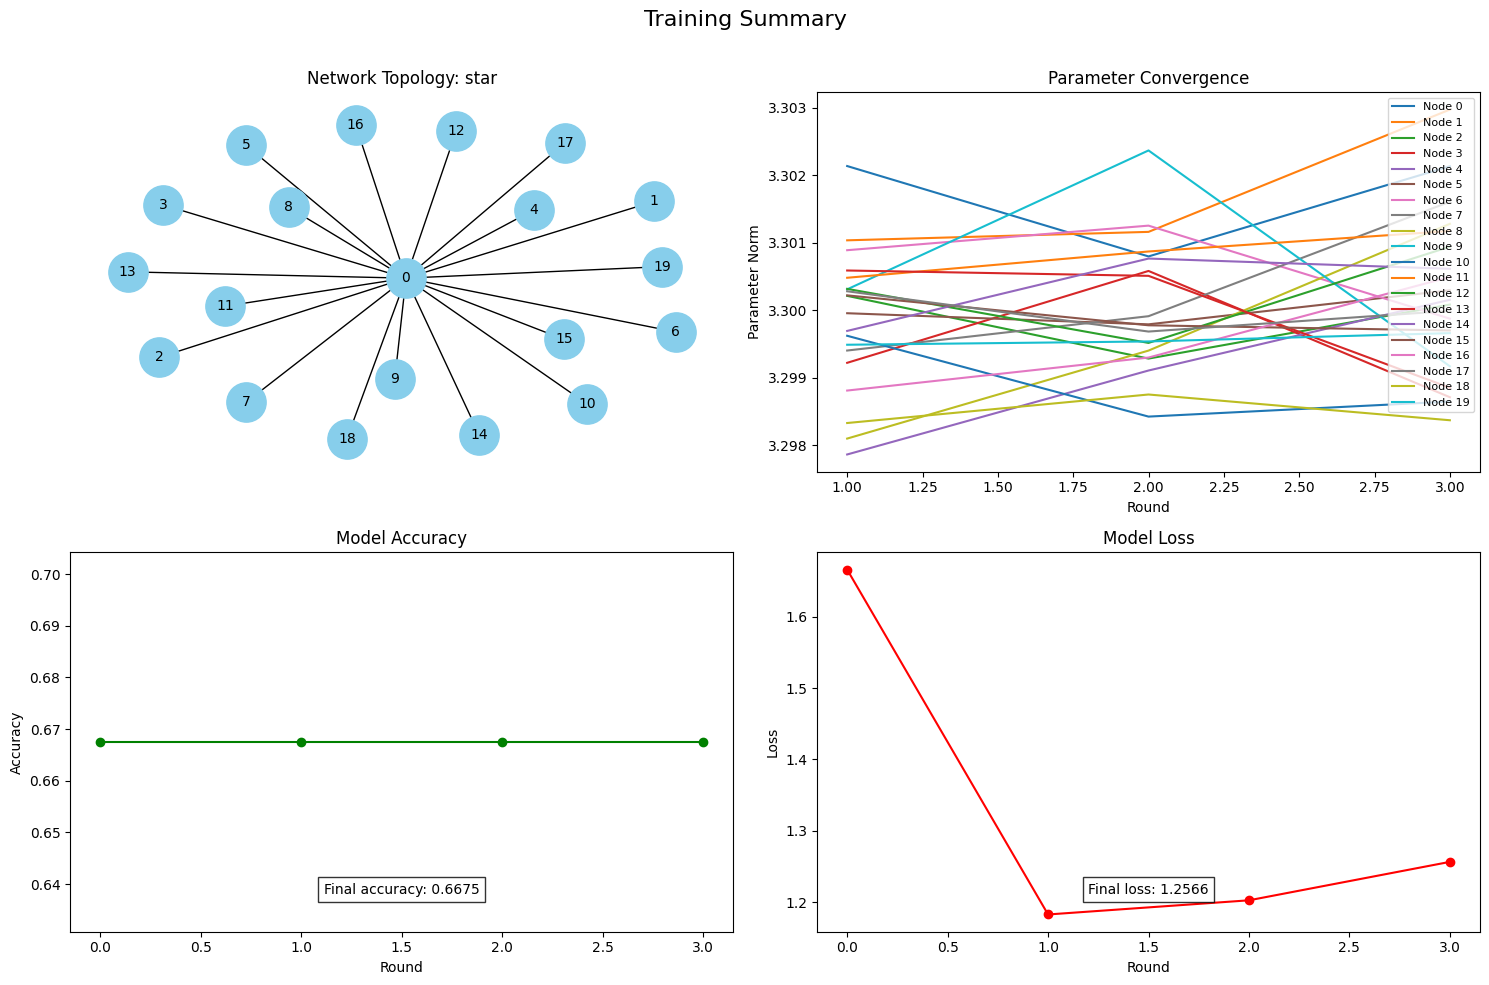 Training Summary
Network Topology: star
16
12
5
17
3
8
4
1
13
0
19
11
6
2
15
9
7
10
18
14
Parameter Convergence
3.303
3.302
3.301
3.300
3.299
3.298
Parameter Norm
Node 0
Node 1
Node 2
Node 3
Node 4
Node 5
Node 6
Node 7
Node 8
Node 9
Node 10
Node 11
Node 12
Node 13
Node 14
Node 15
Node 16
Node 17
Node 18
Node 19
1.00 1.25 1.50 1.75 2.00 2.25 2.50 2.75 3.00
Round
Model Accuracy
0.70
0.69
0.68
0.67
0.66
0.65
0.64
Accuracy
Final accuracy: 0.6675
0.0 0.5 1.0 1.5 2.0 2.5 3.0
Round
Model Loss
1.6
1.5
1.4
1.3
1.2
Loss
Final loss: 1.2566
0.0 0.5 1.0 1.5 2.0 2.5 3.0
Round